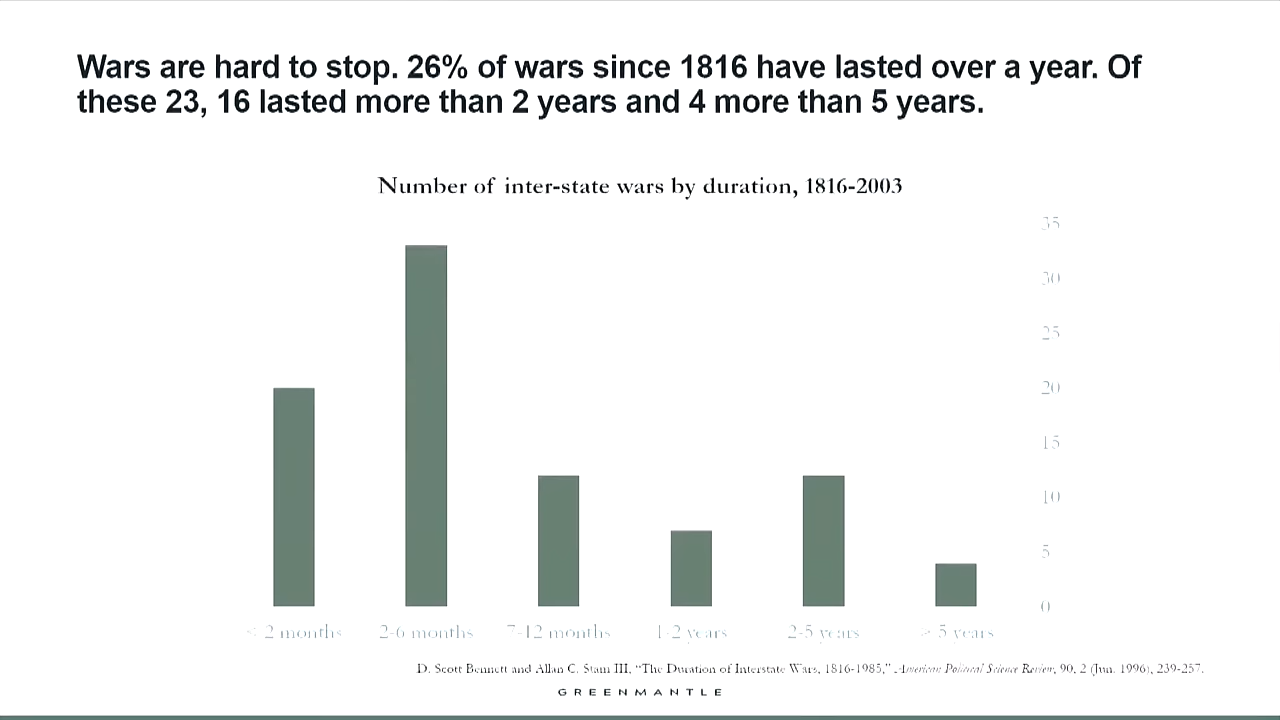 Wars are hard to stop. 26% of wars since 1816 have lasted over a year. Of
these 23, 16 lasted more than 2 years and 4 more than 5 years.
Number of inter-state wars by duration, 1816-2003
35
30
25
20
15
10
5
0
< 2 months 2-6 months 7-12 months 1-2 years 2-5 years > 5 years
D. Scott Bennett and Allan C. Stam III, “The Duration of Interstate Wars, 1816-1985,” American Political Science Review, 90, 2 (Jun. 1996), 239-257.
GREENMANTLE